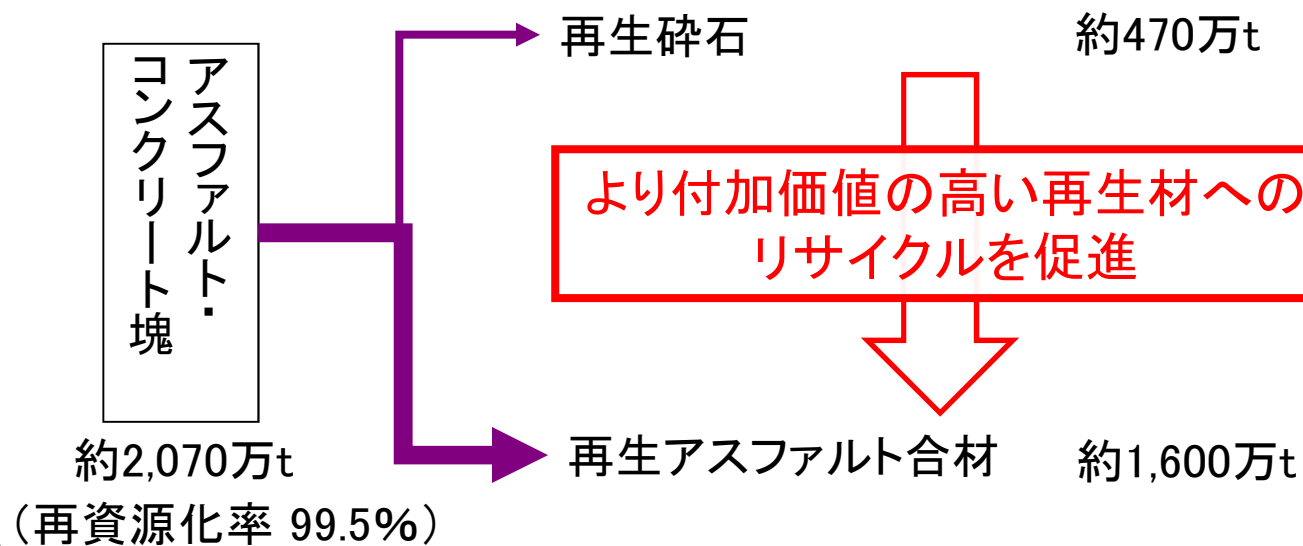 アスファルト・
コンクリート塊
約2,070万t
（再資源化率 99.5%）
再生砕石
約470万t
より付加価値の高い再生材への
リサイクルを促進
再生アスファルト合材
約1,600万t